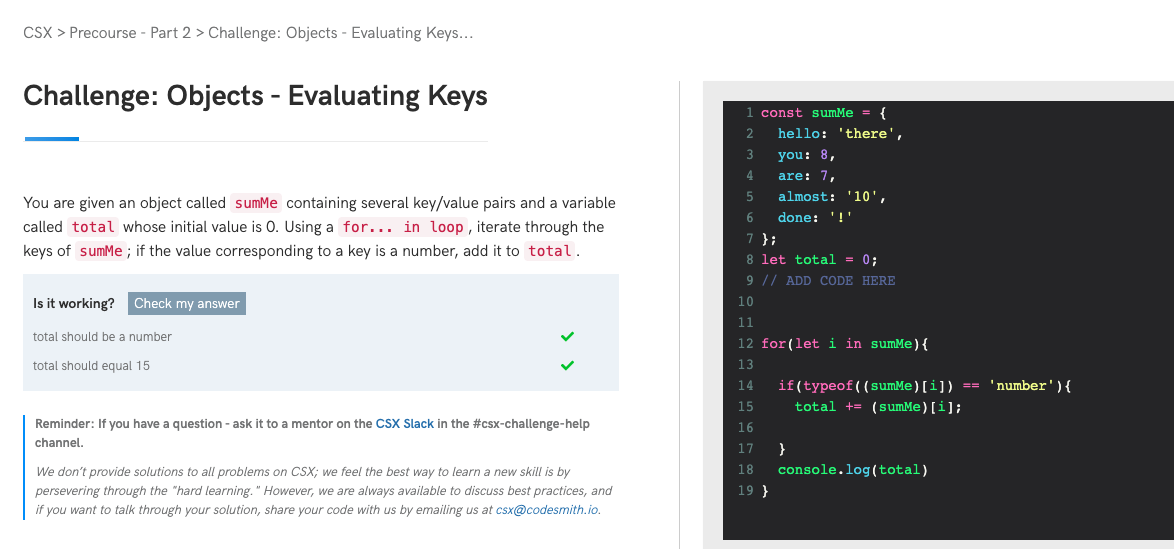 CSX > Precourse - Part 2 > Challenge: Objects - Evaluating Keys...
Challenge: Objects - Evaluating Keys
You are given an object called sumMe containing several key/value pairs and a variable
called total whose initial value is 0. Using a for... in loop, iterate through the
keys of sumMe; if the value corresponding to a key is a number, add it to total.
Is it working? Check my answer
total should be a number
total should equal 15
Reminder: If you have a question - ask it to a mentor on the CSX Slack in the #csx-challenge-help
channel.
We don't provide solutions to all problems on CSX; we feel the best way to learn a new skill is by
persevering through the "hard learning." However, we are always available to discuss best practices, and
if you want to talk through your solution, share your code with us by emailing us at csx@codesmith.io.
1 const sumMe = {
2   hello: 'there',
3   you: 8,
4   are: 7,
5   almost: '10',
6   done: '!'
7 };
8 let total = 0;
9 // ADD CODE HERE
10
11
12 for(let i in sumMe){
13
14   if(typeof((sumMe)[i]) == 'number'){
15     total += (sumMe)[i];
16
17   }
18   console.log(total)
19 }